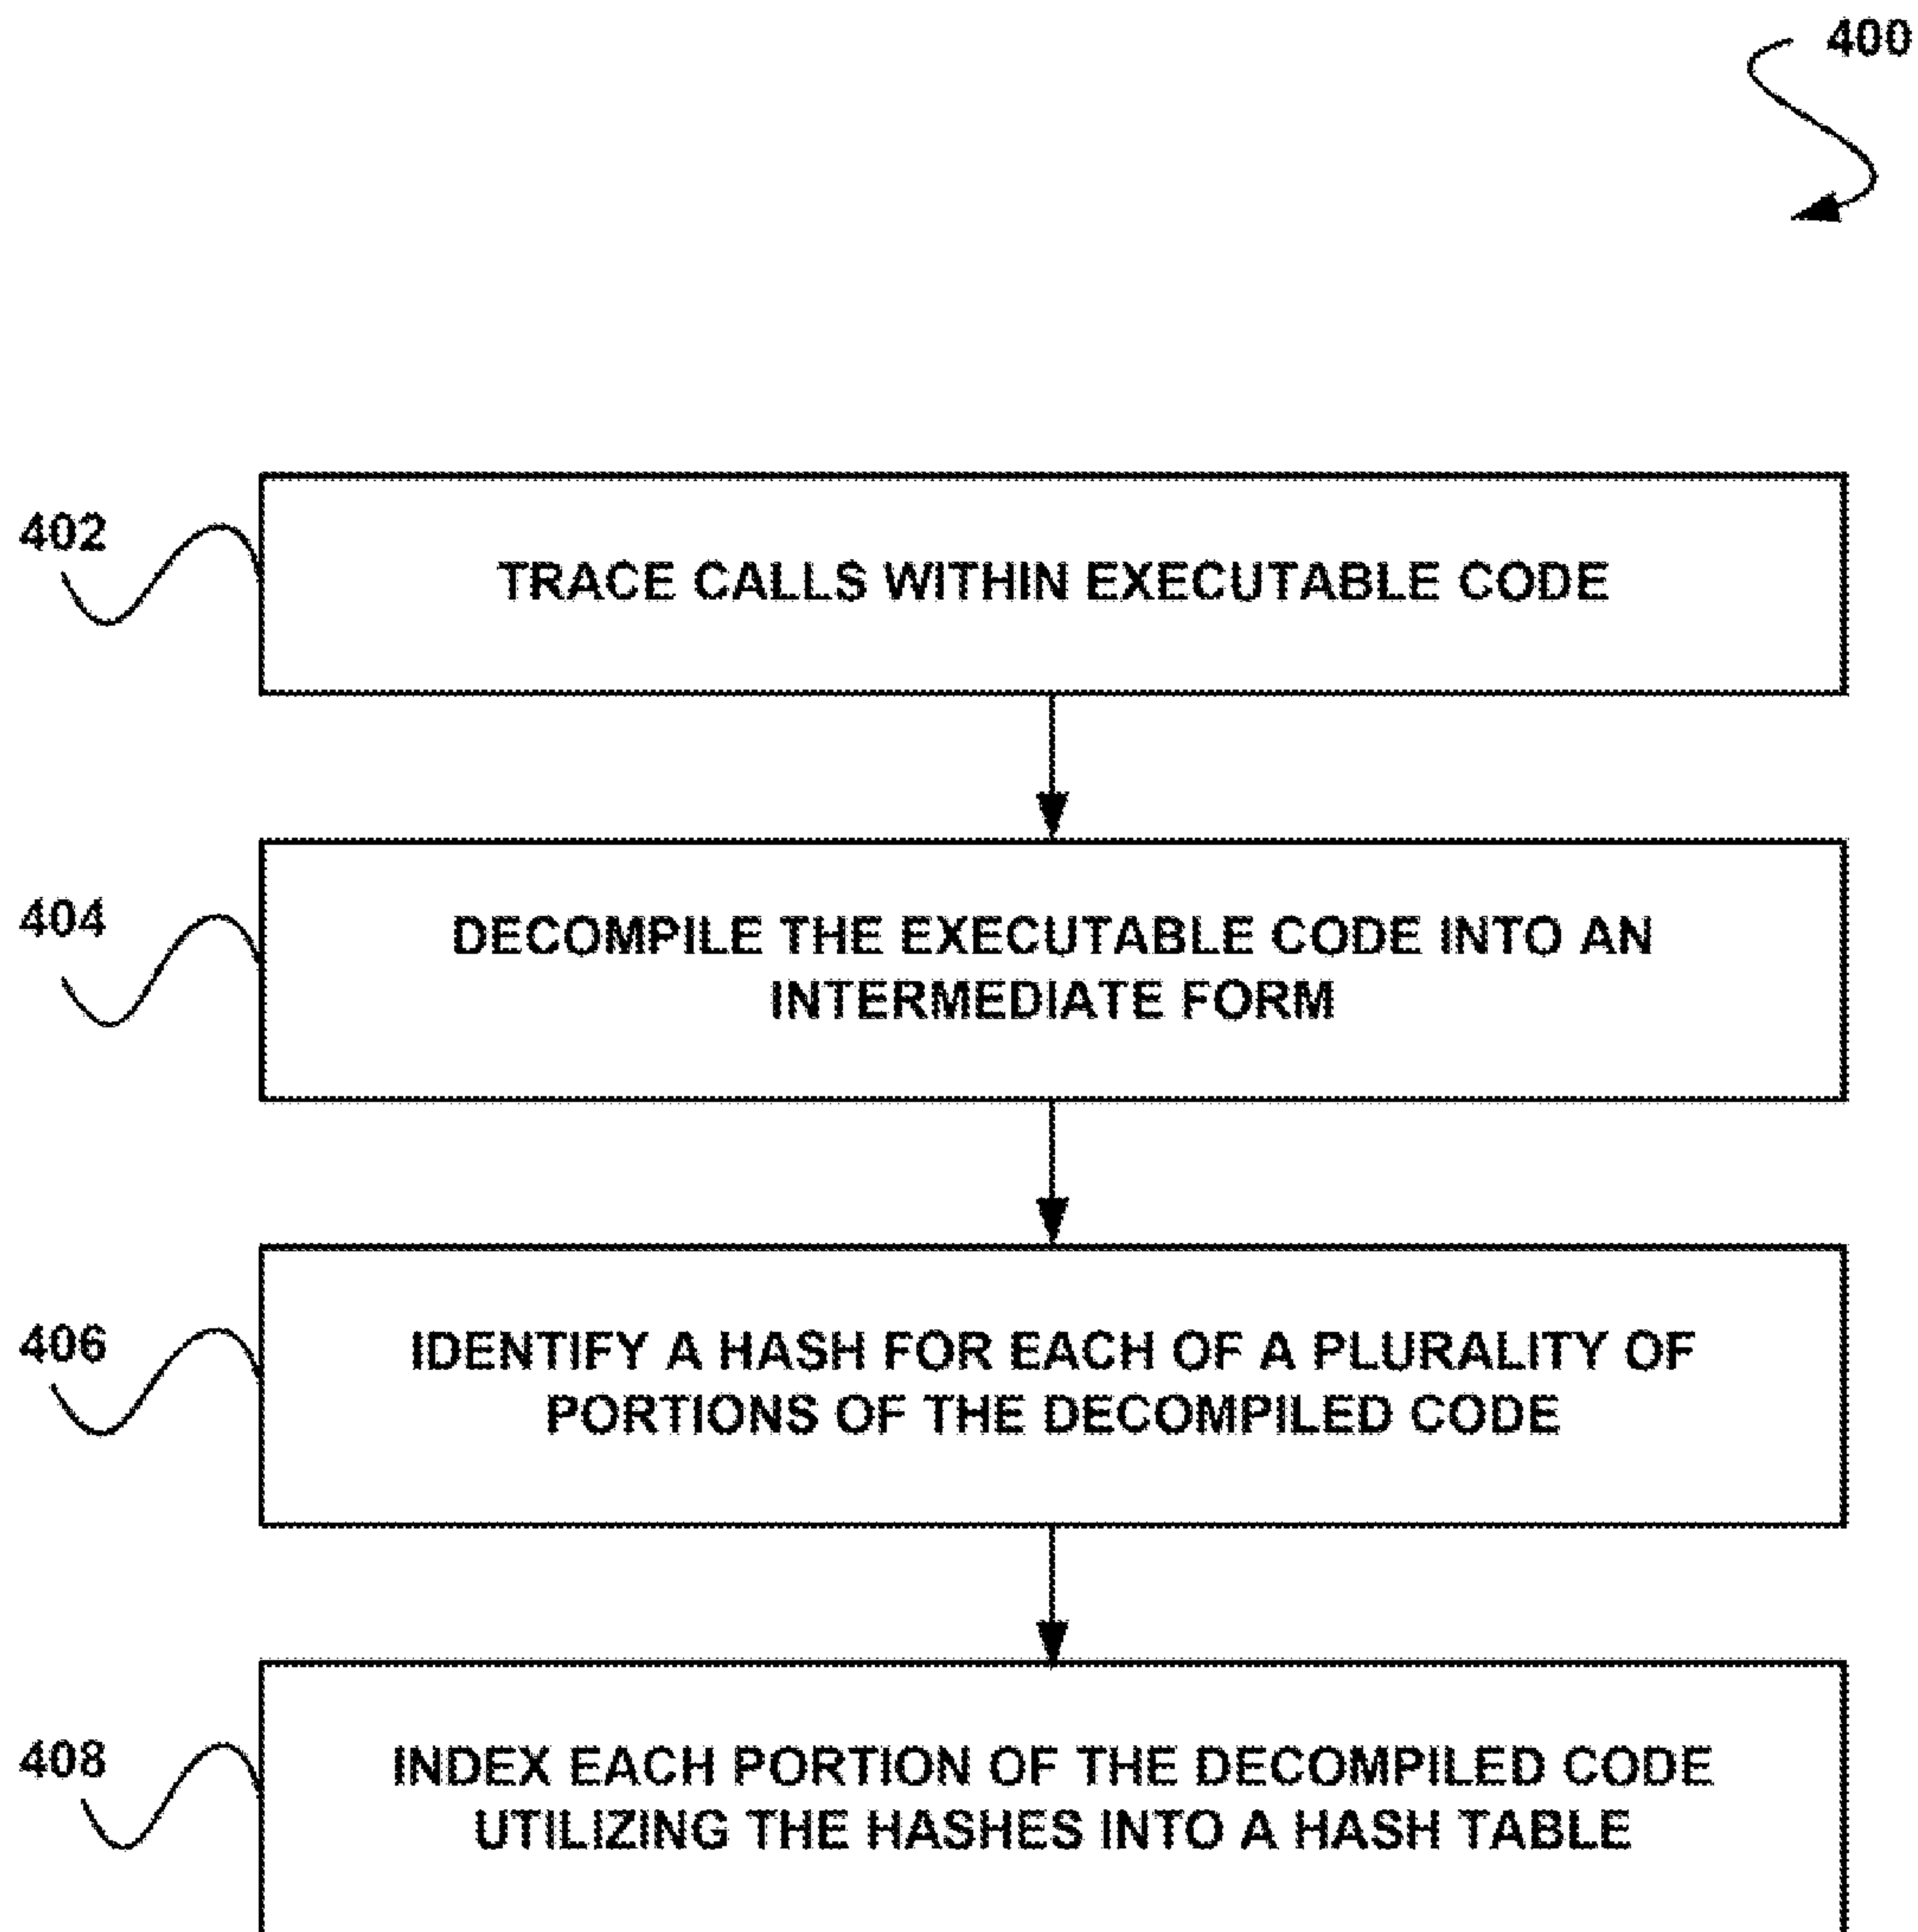 400
402
TRACE CALLS WITHIN EXECUTABLE CODE
404
DECOMPILE THE EXECUTABLE CODE INTO AN
INTERMEDIATE FORM
406
IDENTIFY A HASH FOR EACH OF A PLURALITY OF
PORTIONS OF THE DECOMPILED CODE
408
INDEX EACH PORTION OF THE DECOMPILED CODE
UTILIZING THE HASHES INTO A HASH TABLE